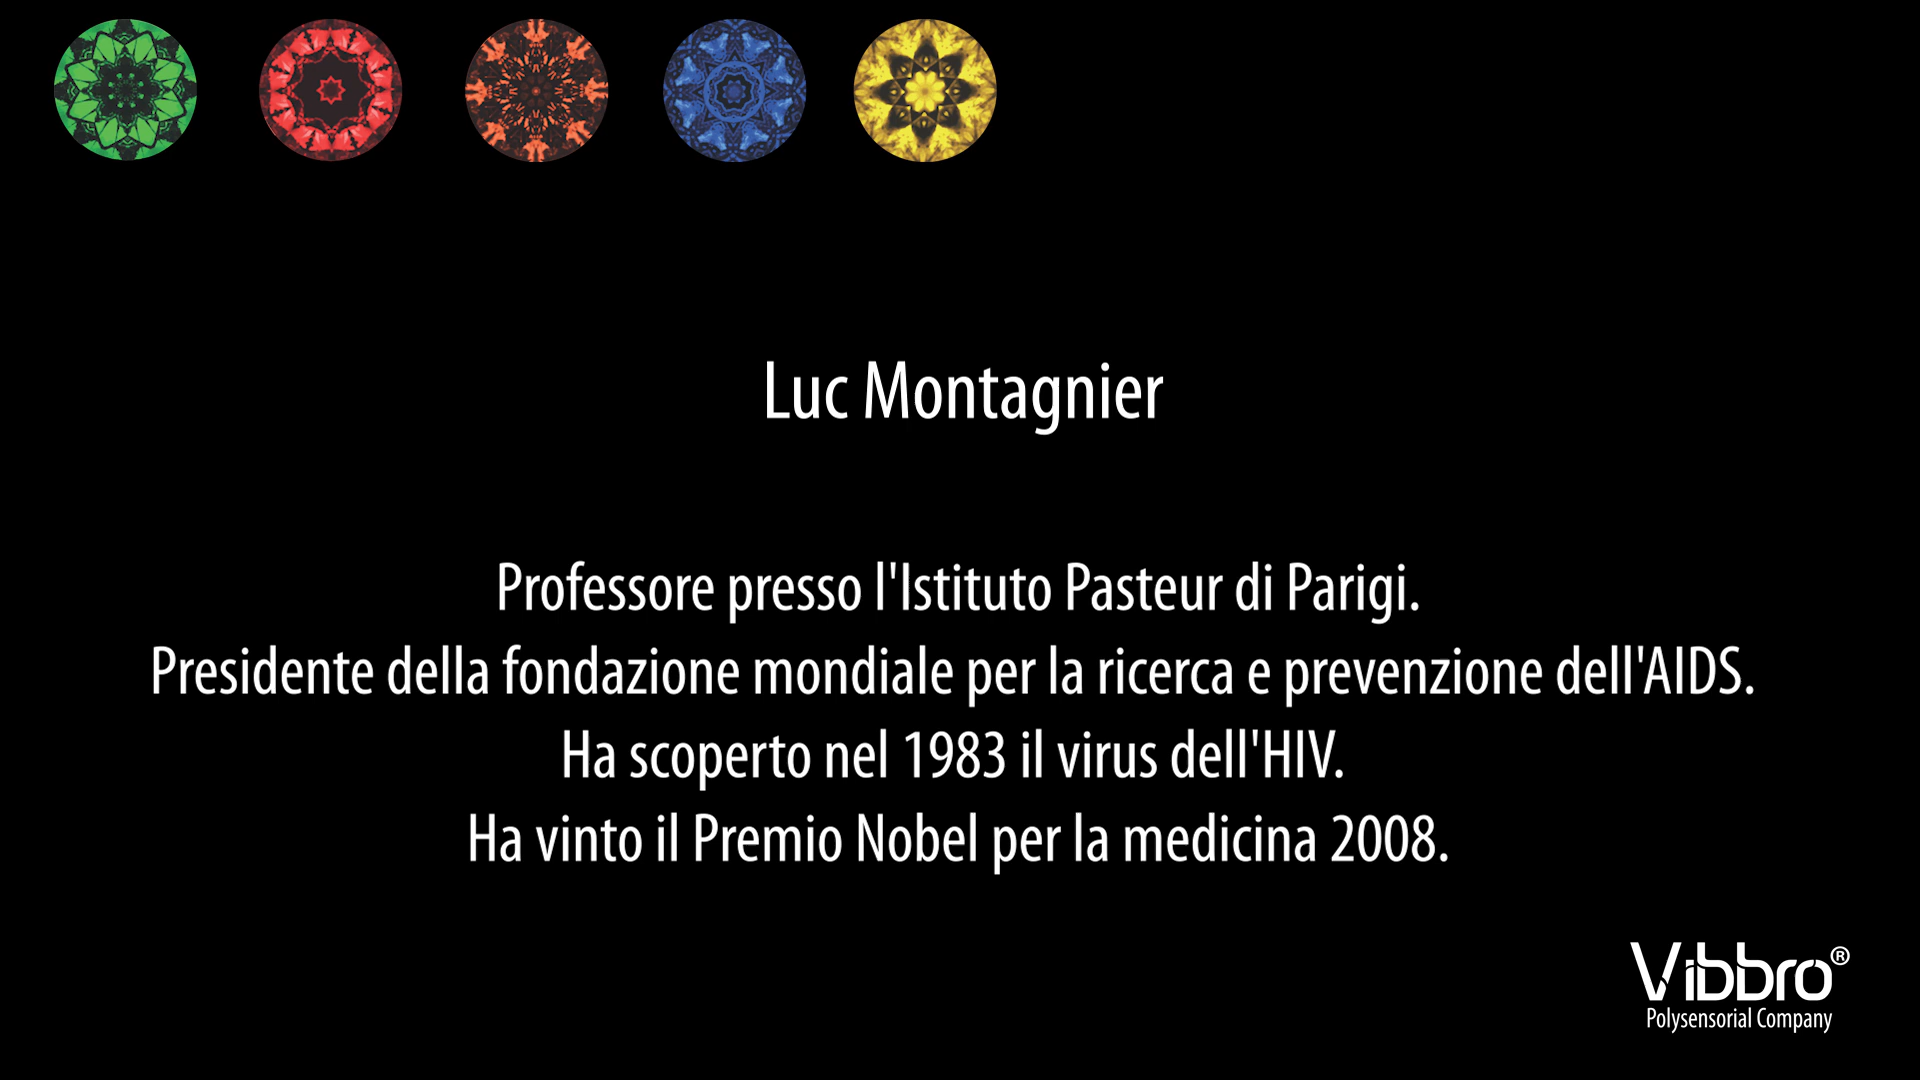 Luc Montagnier
Professore presso l'Istituto Pasteur di Parigi.
Presidente della fondazione mondiale per la ricerca e prevenzione dell'AIDS.
Ha scoperto nel 1983 il virus dell'HIV.
Ha vinto il Premio Nobel per la medicina 2008.
Vibbro®
Polysensorial Company